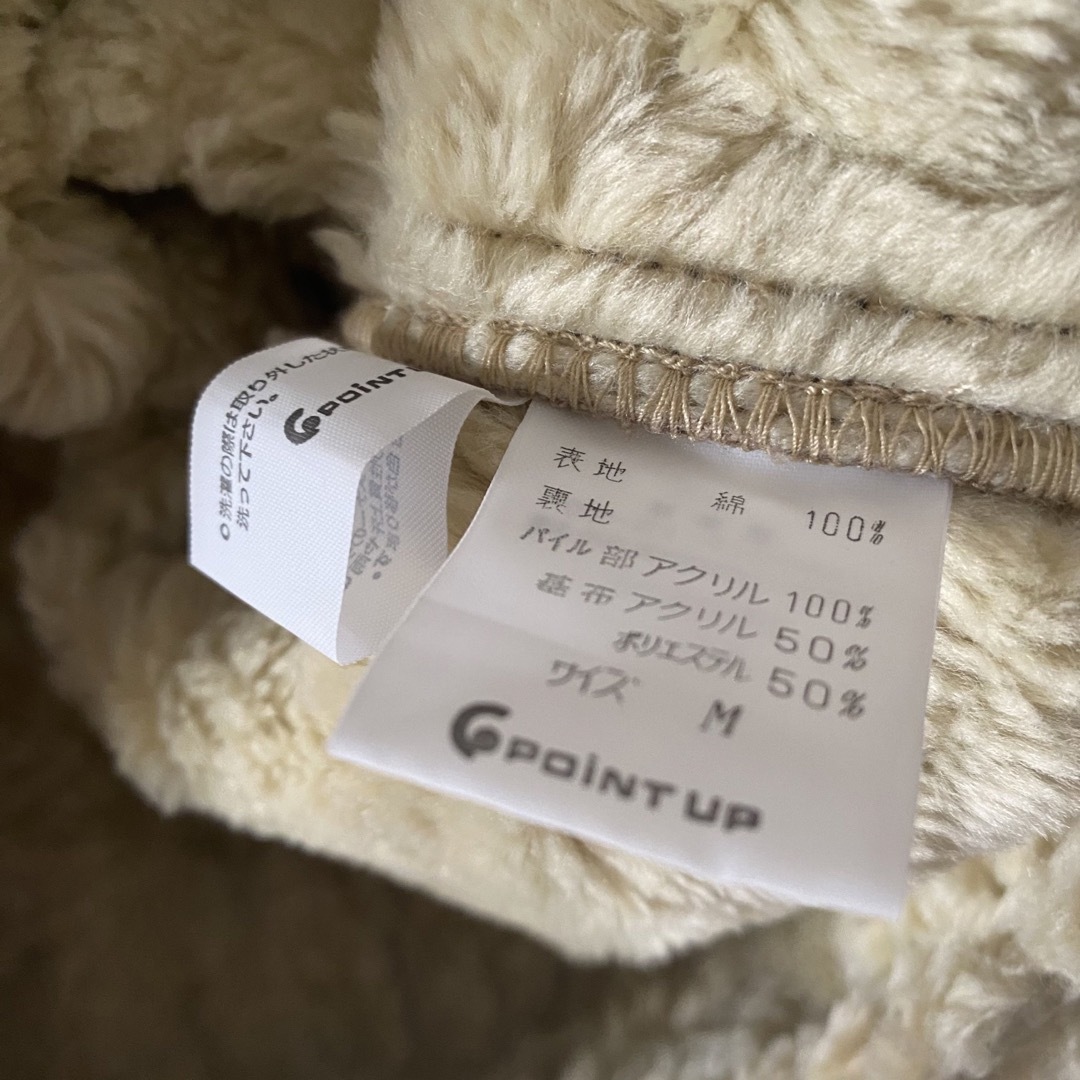 ○洗濯の際は取り外した
洗って下さい。
POINT UP
表地 綿 100%
裏地
パイル部 アクリル 100%
基布 アクリル 50%
ポリエステル 50%
サイズ M
POINT UP